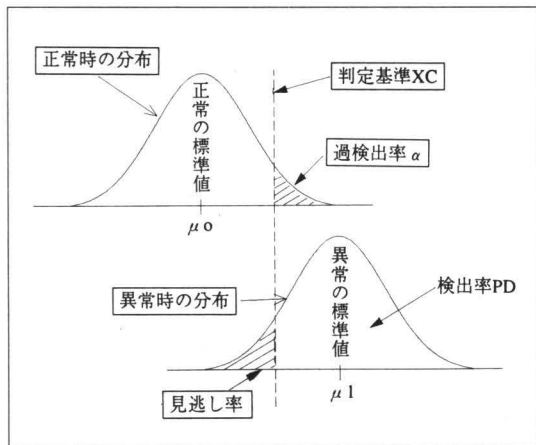 正常時の分布
判定基準XC
正常の標準値
過検出率 α
μo
異常時の分布
異常の標準値
検出率PD
見逃し率
μ1